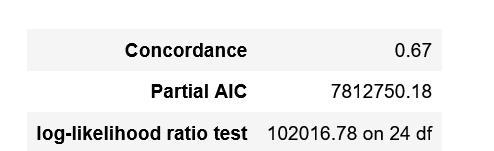 Concordance 0.67
Partial AIC 7812750.18
log-likelihood ratio test 102016.78 on 24 df